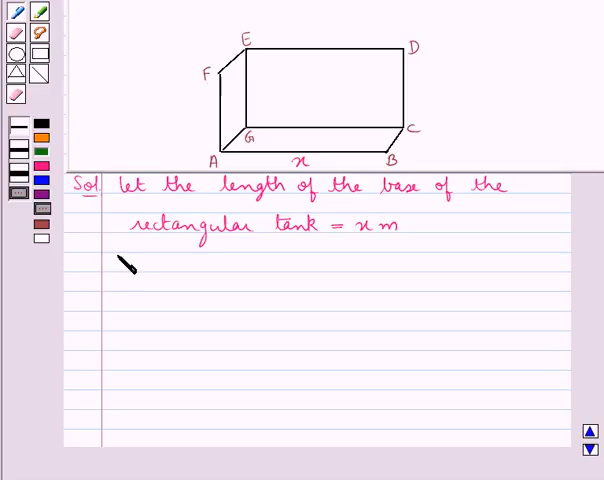 E
D
F
G
C
A
x
B
Sol. Let the length of the base of the
rectangular tank = x m